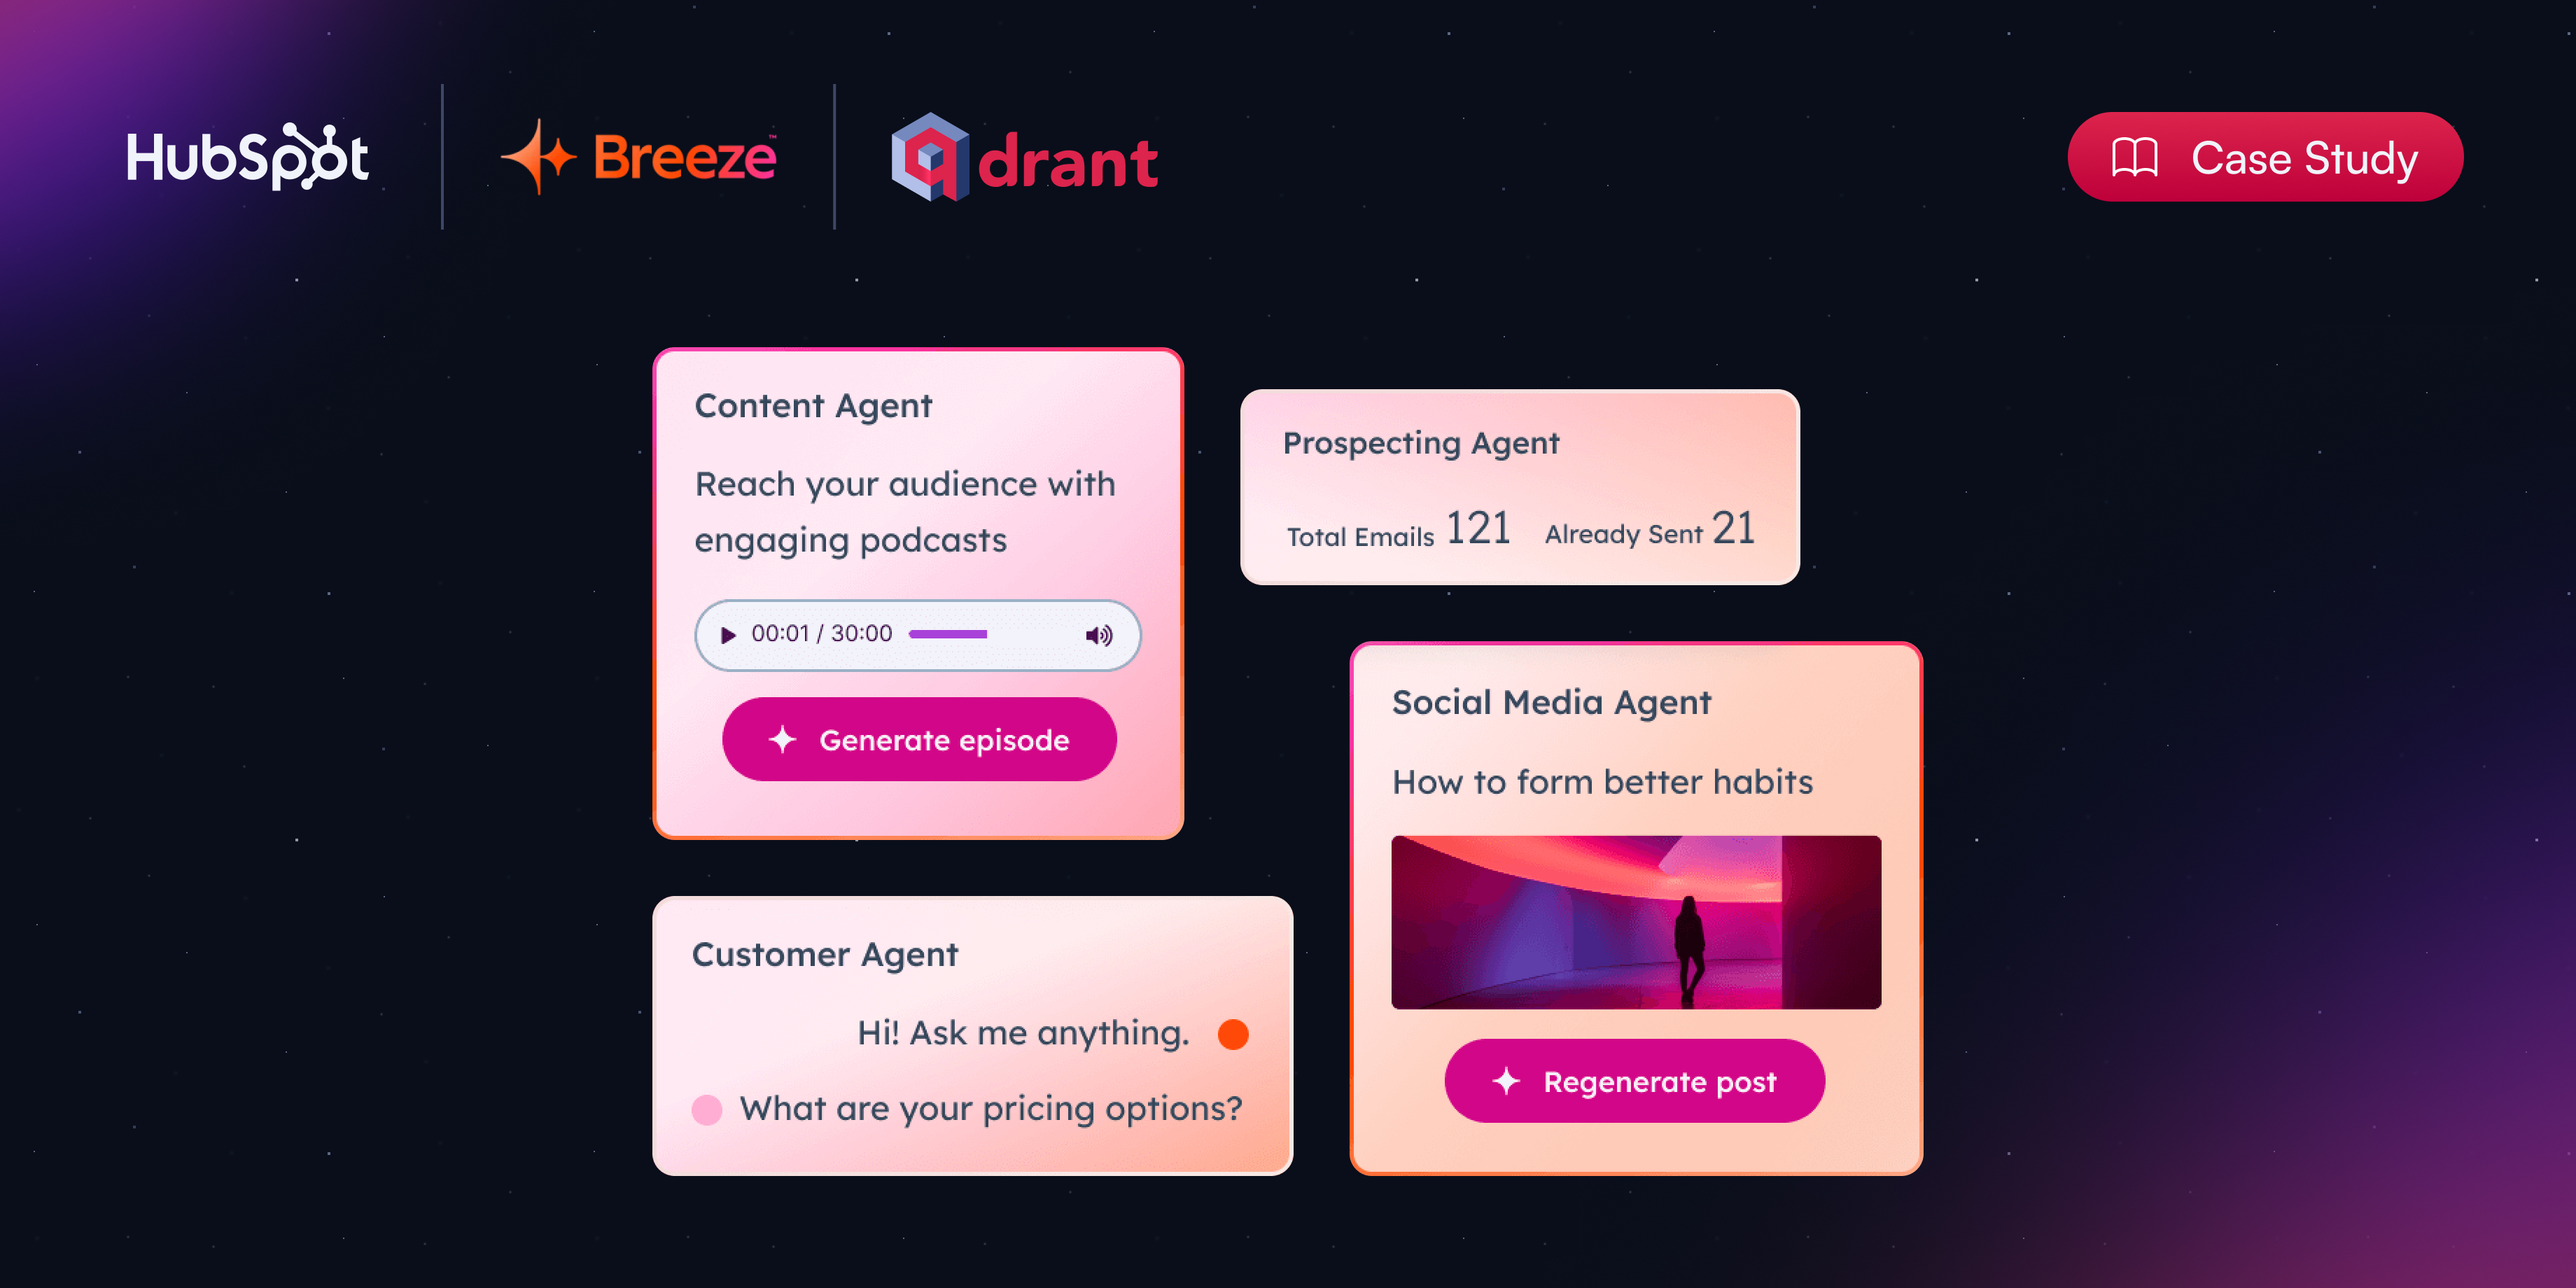 HubSpot
Breeze™
qdrant
Case Study
Content Agent
Reach your audience with
engaging podcasts
00:01 / 30:00
Generate episode
Prospecting Agent
Total Emails 121 Already Sent 21
Social Media Agent
How to form better habits
Regenerate post
Customer Agent
Hi! Ask me anything.
What are your pricing options?